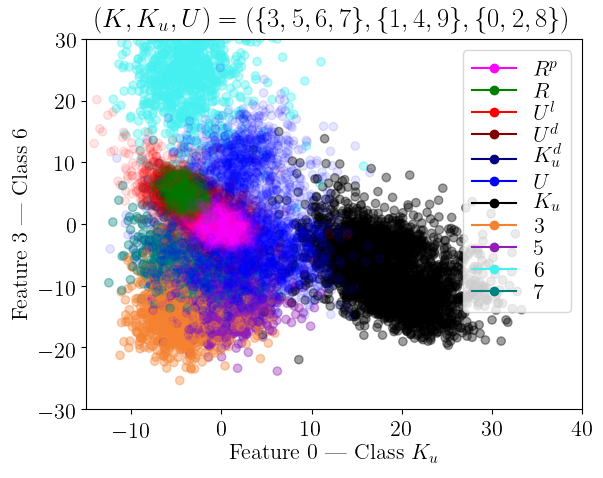 (K, K_u, U) = ({3, 5, 6, 7}, {1, 4, 9}, {0, 2, 8})
30
20
10
0
−10
−20
−30
Feature 3 — Class 6
R^p
R
U^l
U^d
K_u^d
U
K_u
3
5
6
7
−10
0
10
20
30
40
Feature 0 — Class K_u